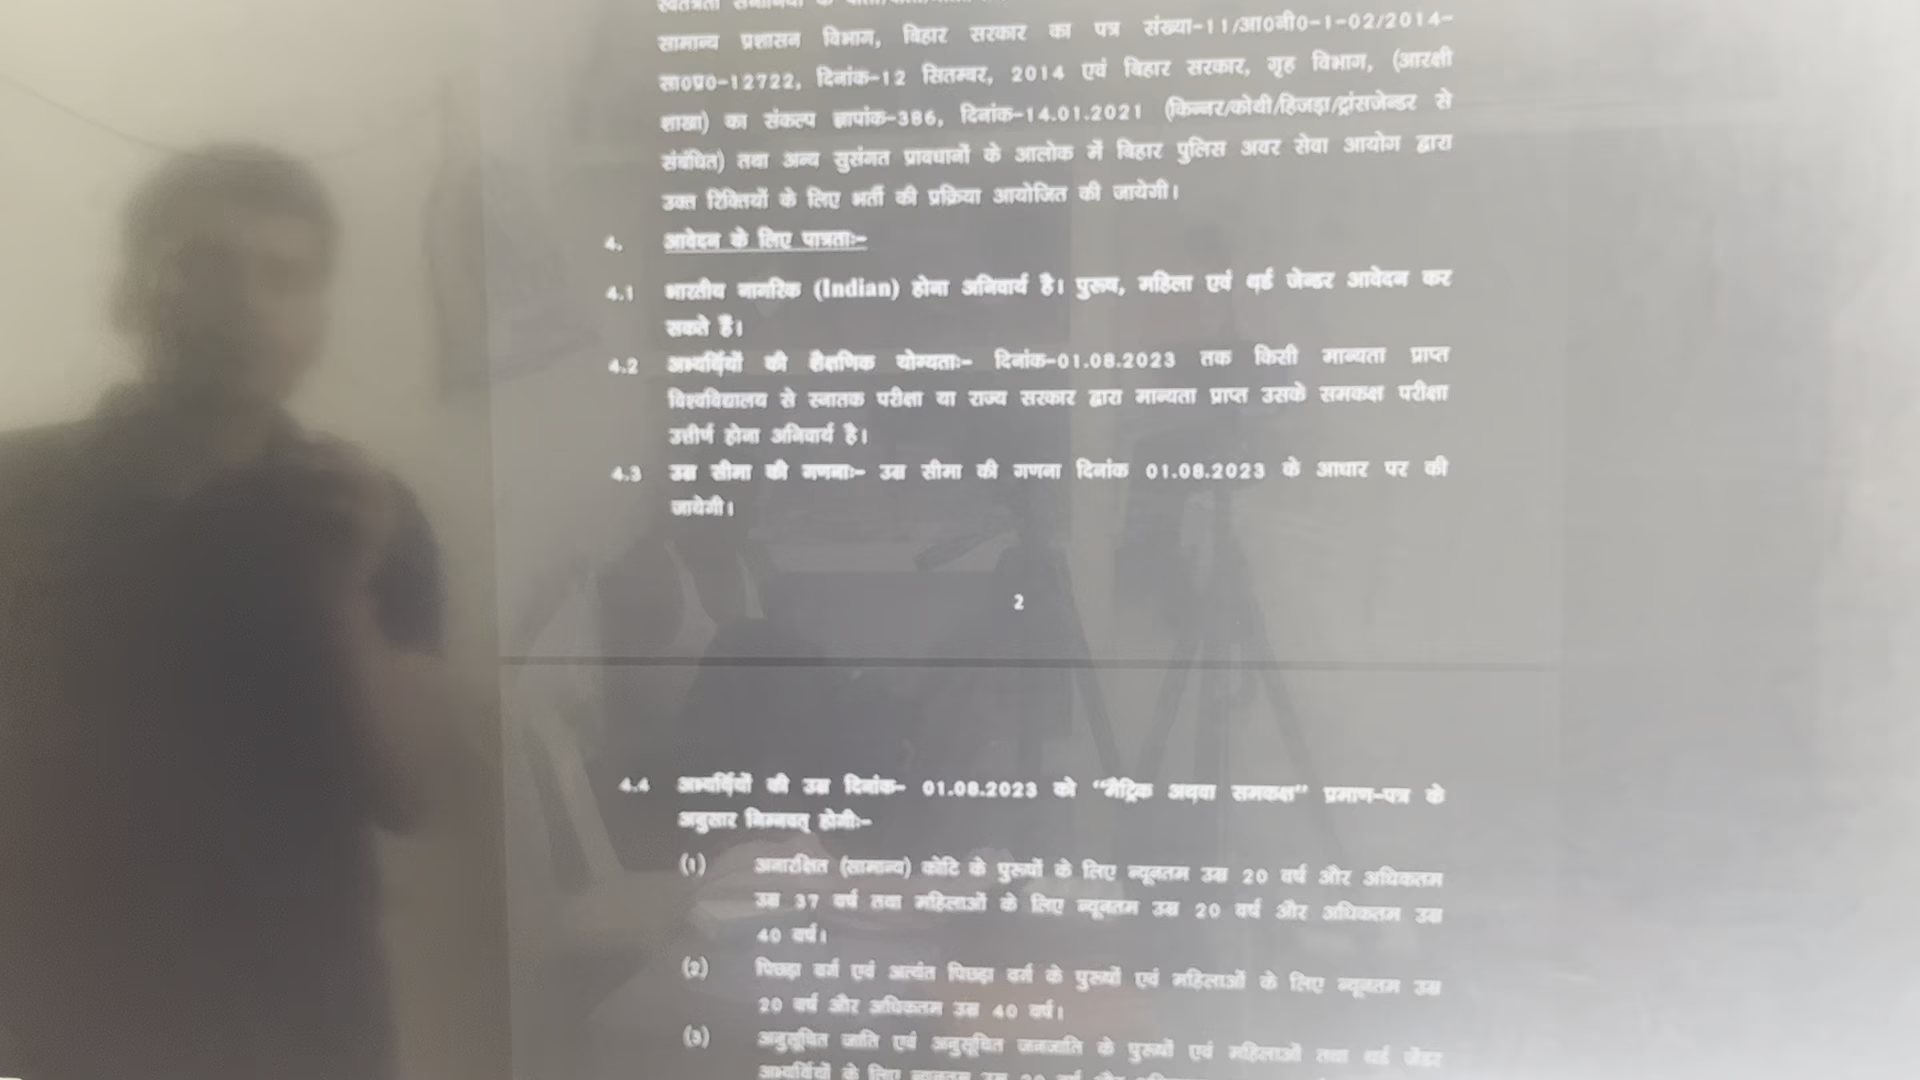 सामान्य प्रशासन विभाग, बिहार सरकार का पत्र संख्या-11/आ0नी0-1-02/2014-
सा0प्र0-12722, दिनांक-12 सितम्बर, 2014 एवं बिहार सरकार, गृह विभाग, (आरक्षी
शाखा) का संकल्प ज्ञापांक-386, दिनांक-14.01.2021 (किन्नर/कोथी/हिजड़ा/ट्रांसजेन्डर से
संबंधित) तथा अन्य सुसंगत प्रावधानों के आलोक में बिहार पुलिस अवर सेवा आयोग द्वारा
उक्त रिक्तियों के लिए भर्ती की प्रक्रिया आयोजित की जायेगी।
4. आवेदन के लिए पात्रताः-
4.1 भारतीय नागरिक (Indian) होना अनिवार्य है। पुरूष, महिला एवं थर्ड जेन्डर आवेदन कर
सकते हैं।
4.2 अभ्यर्थियों की शैक्षणिक योग्यताः- दिनांक-01.08.2023 तक किसी मान्यता प्राप्त
विश्वविद्यालय से स्नातक परीक्षा या राज्य सरकार द्वारा मान्यता प्राप्त उसके समकक्ष परीक्षा
उत्तीर्ण होना अनिवार्य है।
4.3 उम्र सीमा की गणनाः- उम्र सीमा की गणना दिनांक 01.08.2023 के आधार पर की
जायेगी।
2
4.4 अभ्यर्थियों की उम्र दिनांक- 01.08.2023 को "मैट्रिक अथवा समकक्ष" प्रमाण-पत्र के
अनुसार निम्नवत् होगीः-
(1) अनारक्षित (सामान्य) कोटि के पुरूषों के लिए न्यूनतम उम्र 20 वर्ष और अधिकतम
उम्र 37 वर्ष तथा महिलाओं के लिए न्यूनतम उम्र 20 वर्ष और अधिकतम उम्र
40 वर्ष।
(2) पिछड़ा वर्ग एवं अत्यंत पिछड़ा वर्ग के पुरूषों एवं महिलाओं के लिए न्यूनतम उम्र
20 वर्ष और अधिकतम उम्र 40 वर्ष।
(3) अनुसूचित जाति एवं अनुसूचित जनजाति के पुरूषों एवं महिलाओं तथा थर्ड जेंडर
अभ्यर्थियों के लिए न्यूनतम उम्र 20 वर्ष और